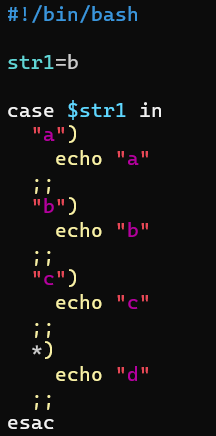 #!/bin/bash

str1=b

case $str1 in
  "a")
    echo "a"
  ;;
  "b")
    echo "b"
  ;;
  "c")
    echo "c"
  ;;
  *)
    echo "d"
  ;;
esac